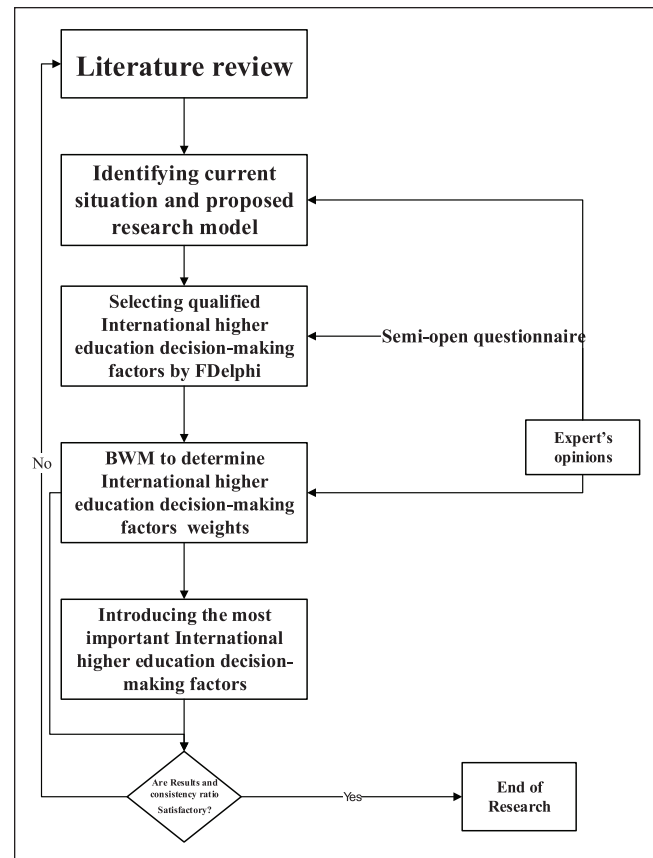 Literature review
Identifying current
situation and proposed
research model
Selecting qualified
International higher
education decision-making
factors by FDelphi
Semi-open questionnaire
Expert's
opinions
No
BWM to determine
International higher
education decision-making
factors weights
Introducing the most
important International
higher education decision-
making factors
Are Results and
consistency ratio
Satisfactory?
Yes
End of
Research